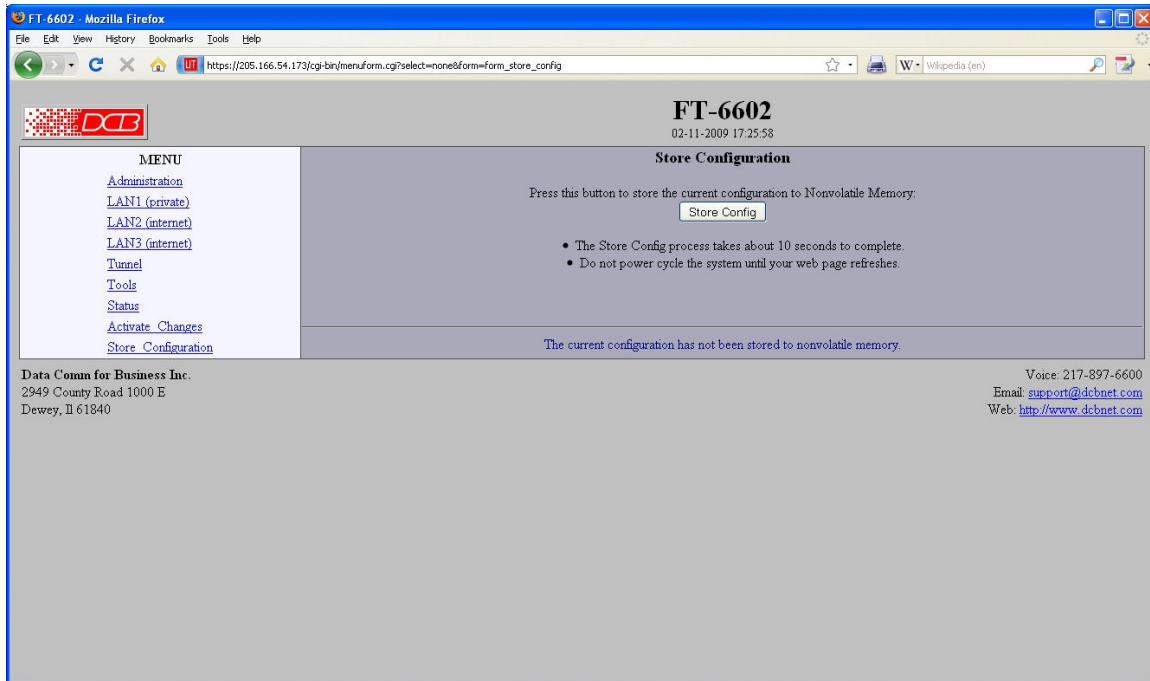 FT-6602 - Mozilla Firefox
File Edit View History Bookmarks Tools Help
UT https://205.166.54.173/cgi-bin/menuform.cgi?select=none&form=form_store_config W Wikipedia (en)
DCB
FT-6602
02-11-2009 17:25:58
MENU
Administration
LAN1 (private)
LAN2 (internet)
LAN3 (internet)
Tunnel
Tools
Status
Activate Changes
Store Configuration
Store Configuration
Press this button to store the current configuration to Nonvolatile Memory:
Store Config
• The Store Config process takes about 10 seconds to complete.
• Do not power cycle the system until your web page refreshes.
The current configuration has not been stored to nonvolatile memory.
Data Comm for Business Inc.
2949 County Road 1000 E
Dewey, Il 61840
Voice: 217-897-6600
Email: support@dcbnet.com
Web: http://www.dcbnet.com